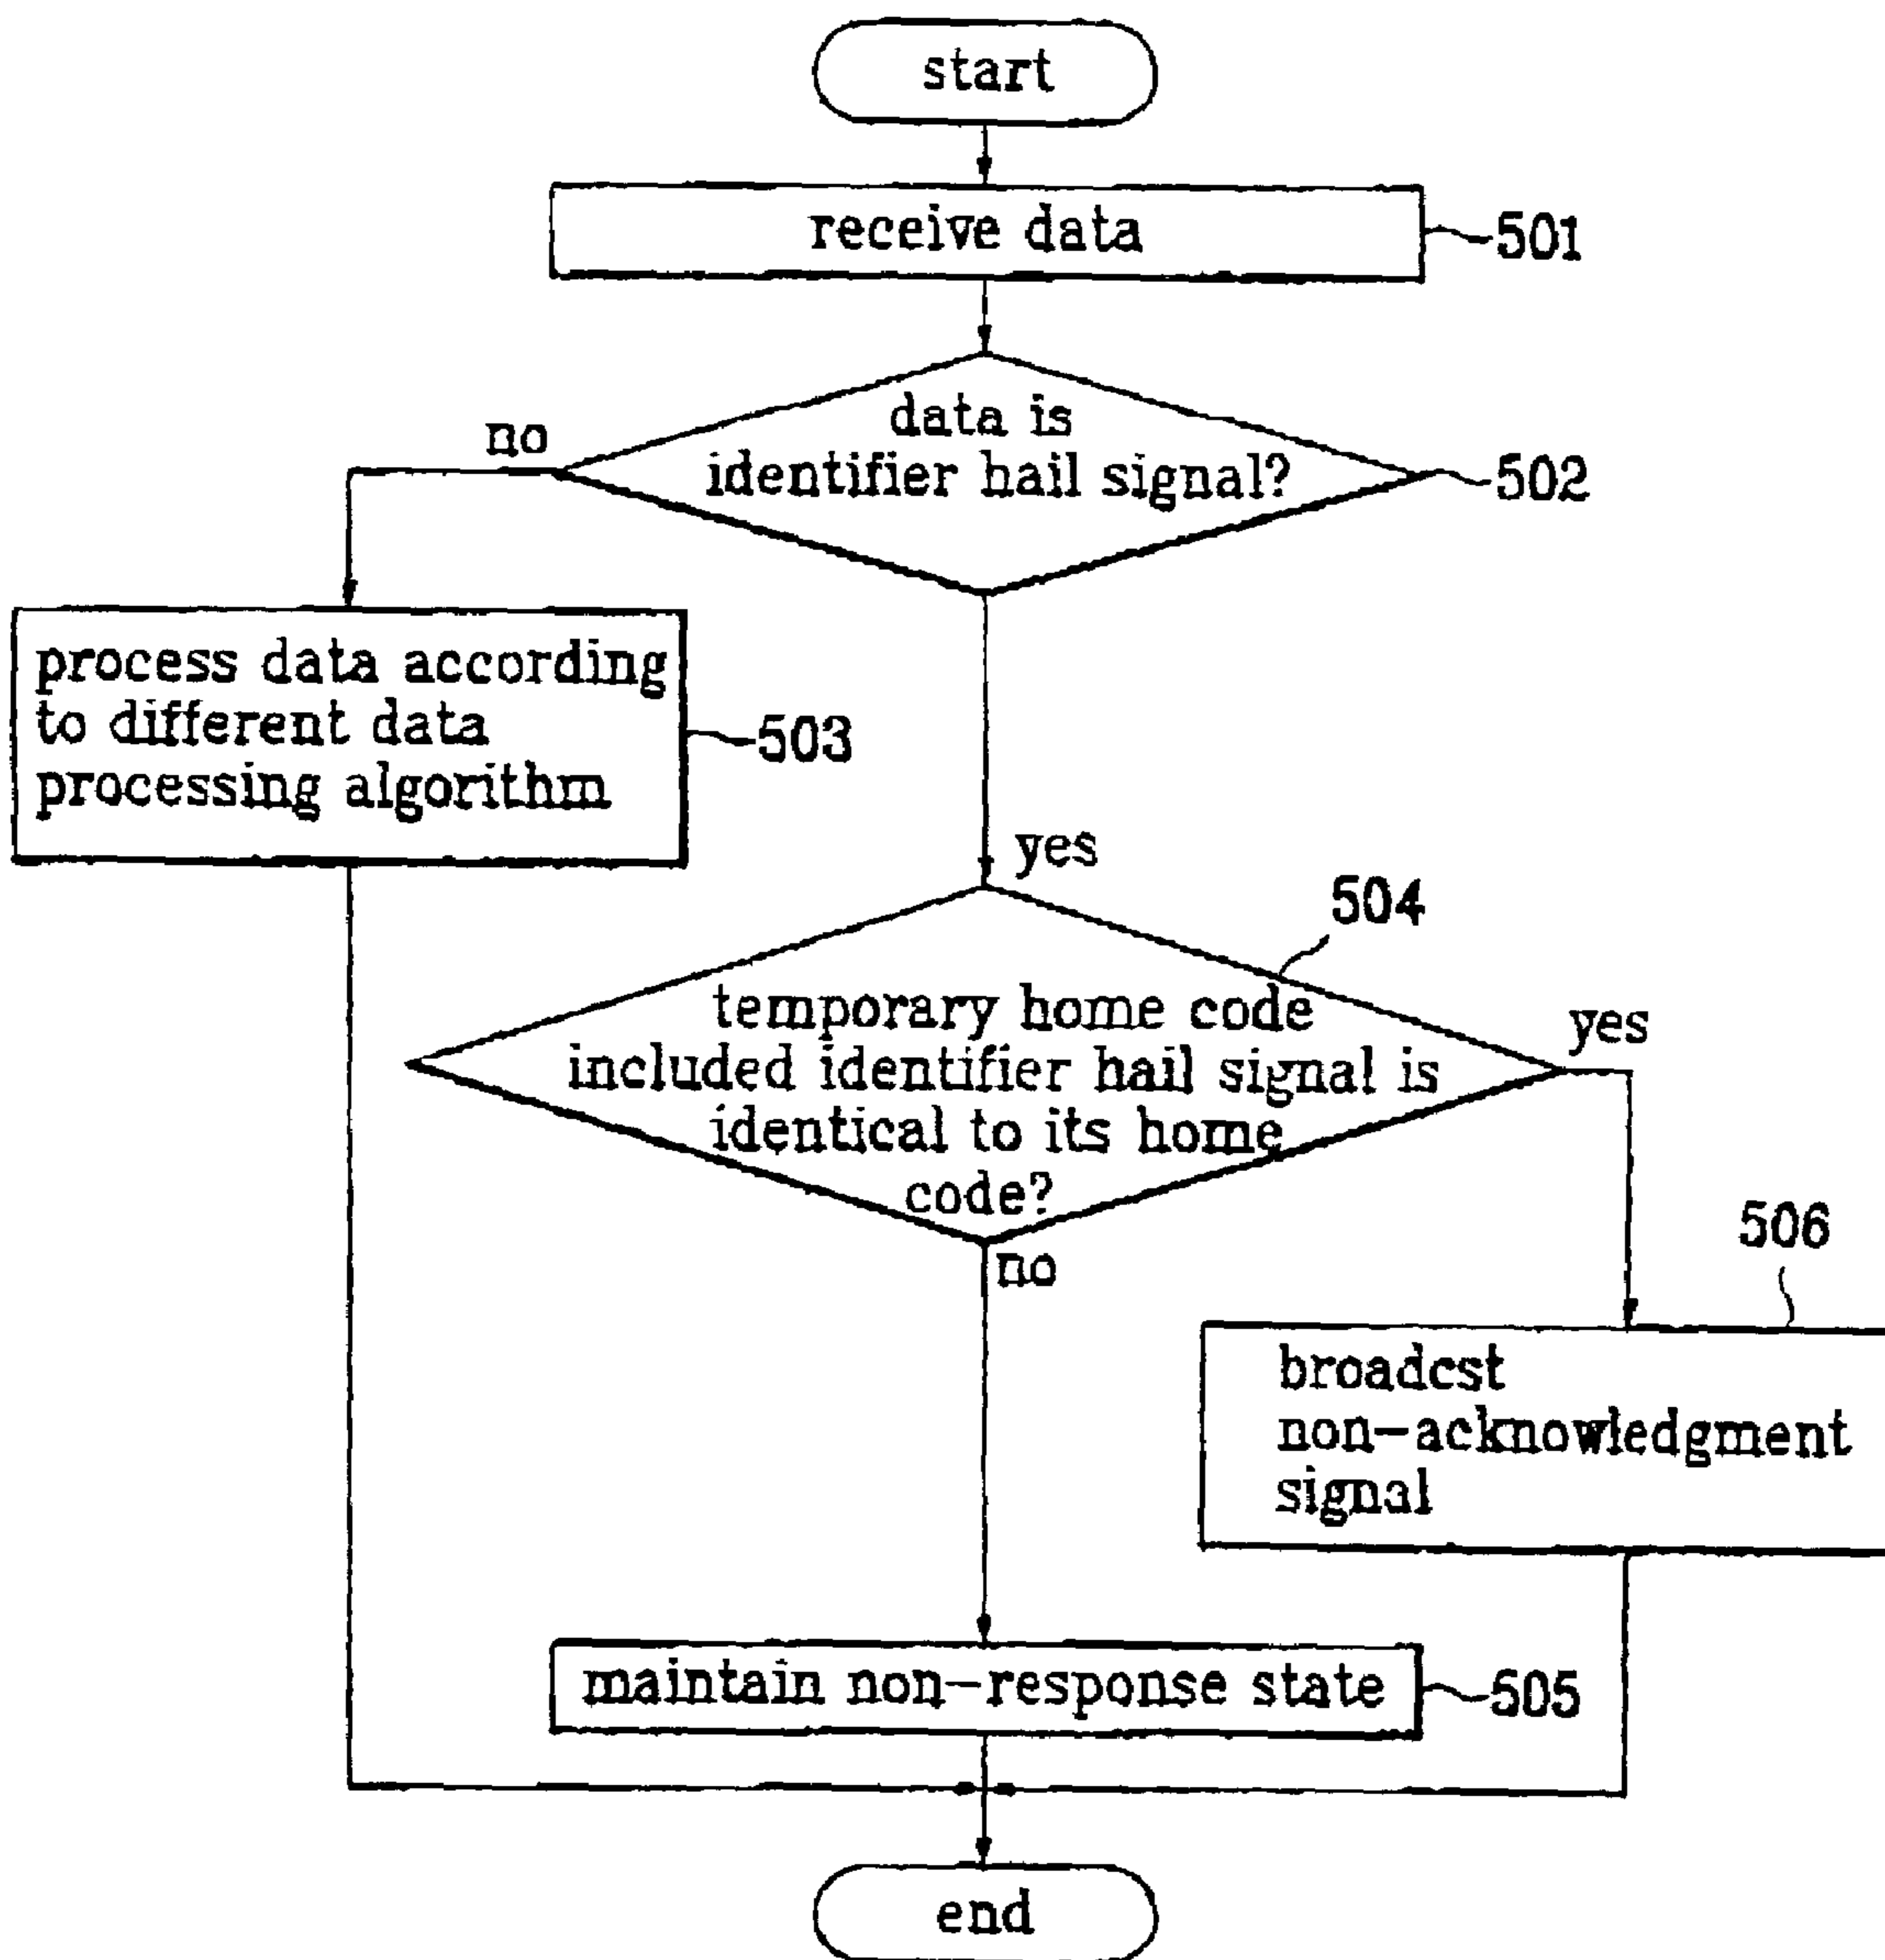 start
receive data
501
data is
identifier hail signal?
502
no
process data according
to different data
processing algorithm
503
yes
504
temporary home code
included identifier hail signal is
identical to its home
code?
yes
no
506
broadcst
non-acknowledgment
signal
maintain non-response state
505
end